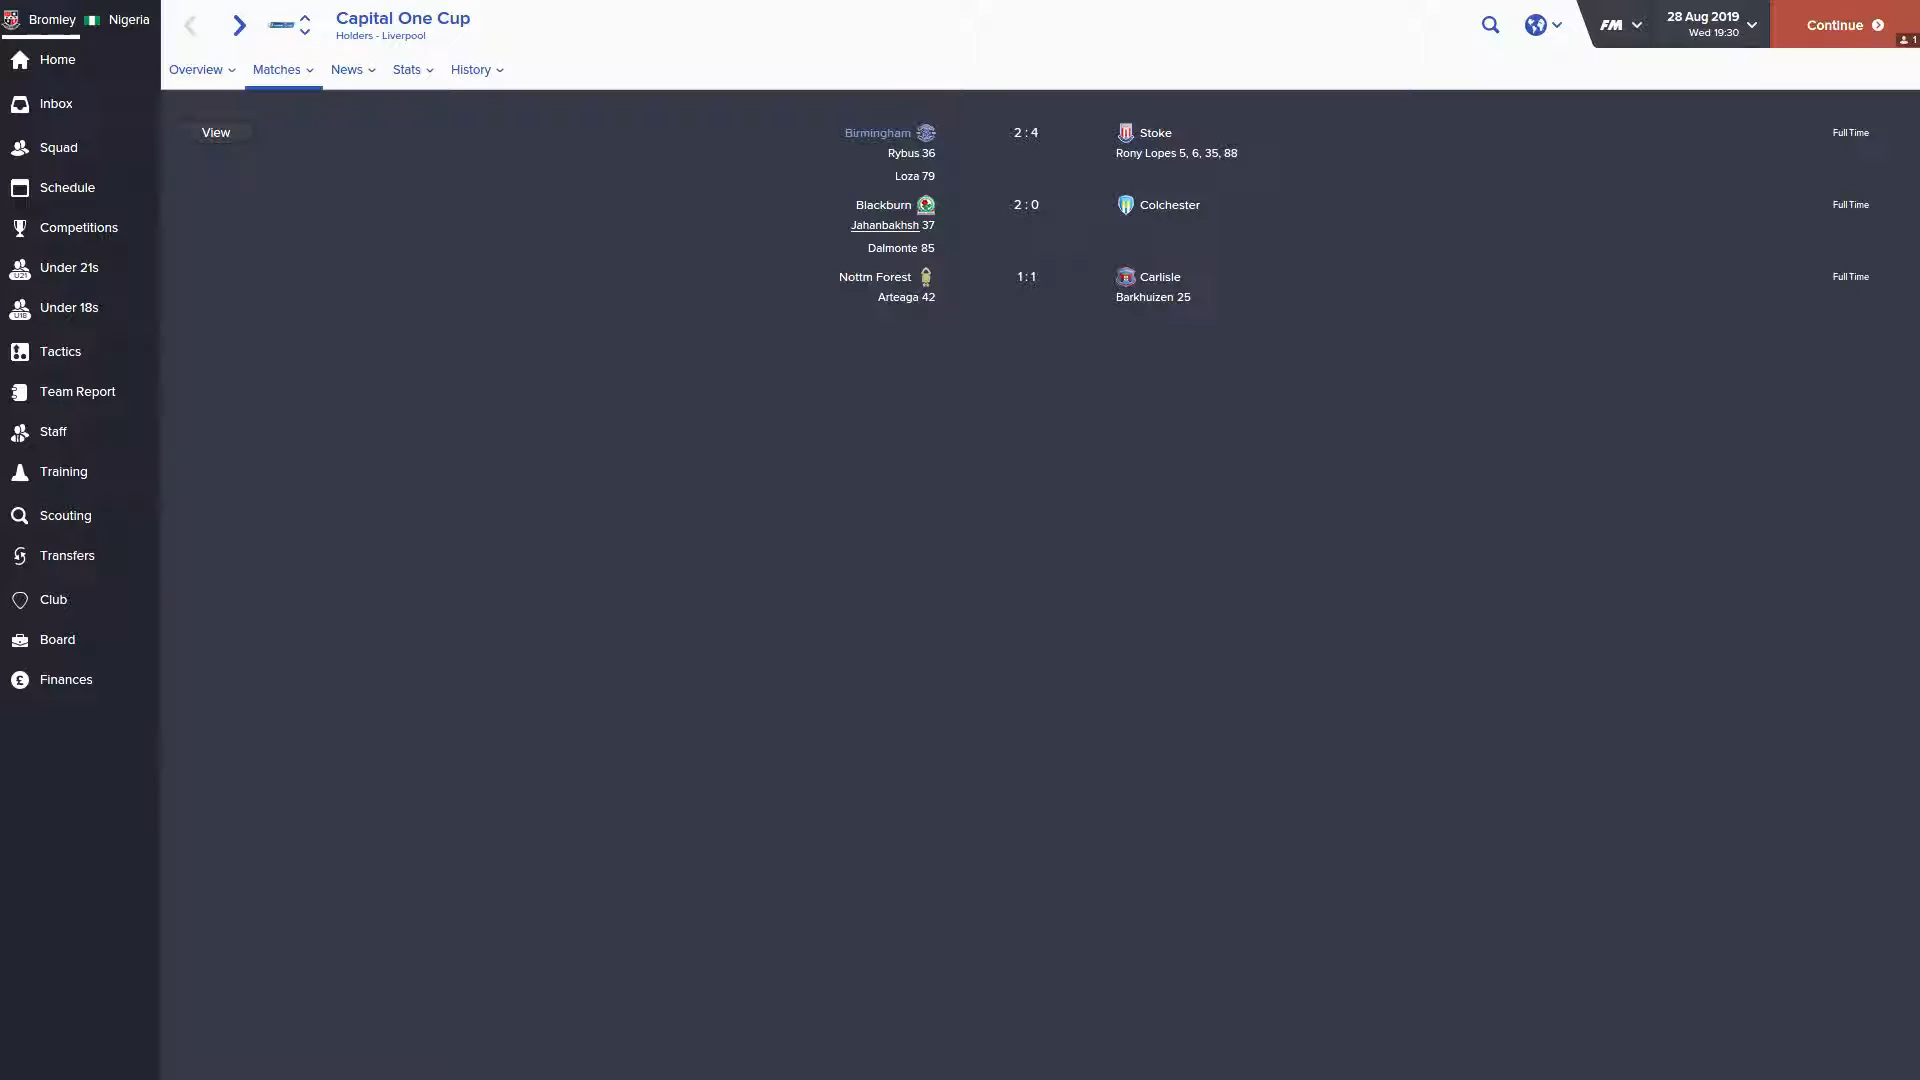 Bromley Nigeria
Home
Inbox
Squad
Schedule
Competitions
Under 21s
Under 18s
Tactics
Team Report
Staff
Training
Scouting
Transfers
Club
Board
Finances
Capital One Cup
Holders - Liverpool
FM
28 Aug 2019
Wed 19:30
Continue
1
Overview Matches News Stats History
View
Birmingham 2 : 4 Stoke Full Time
Rybus 36 Rony Lopes 5, 6, 35, 88
Loza 79
Blackburn 2 : 0 Colchester Full Time
Jahanbakhsh 37
Dalmonte 85
Nottm Forest 1 : 1 Carlisle Full Time
Arteaga 42 Barkhuizen 25